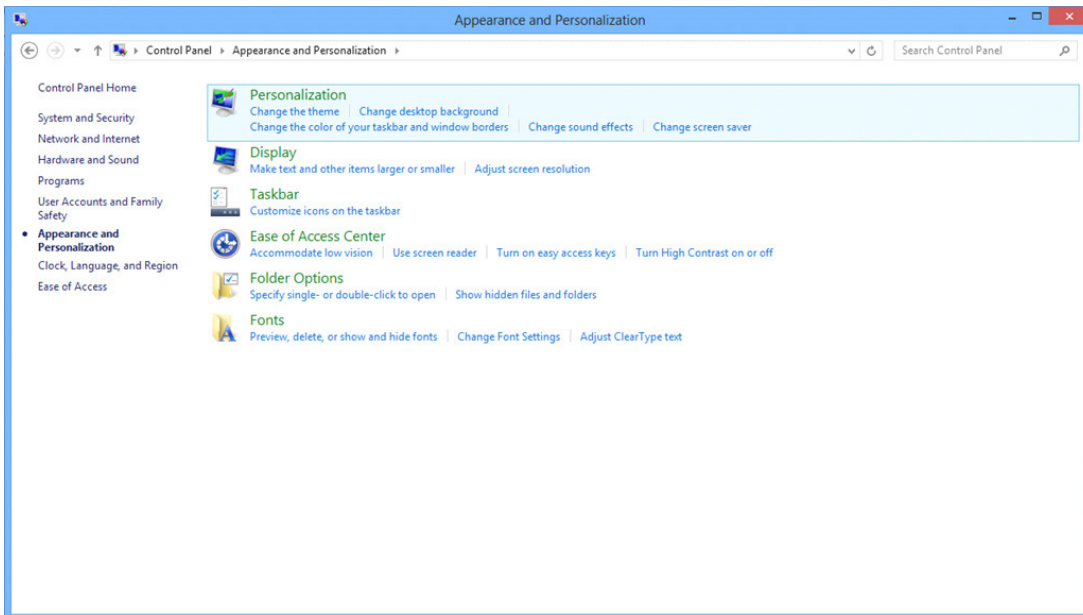 Appearance and Personalization
Control Panel Appearance and Personalization
Search Control Panel
Control Panel Home
System and Security
Network and Internet
Hardware and Sound
Programs
User Accounts and Family
Safety
Appearance and
Personalization
Clock, Language, and Region
Ease of Access
Personalization
Change the theme Change desktop background
Change the color of your taskbar and window borders Change sound effects Change screen saver
Display
Make text and other items larger or smaller Adjust screen resolution
Taskbar
Customize icons on the taskbar
Ease of Access Center
Accommodate low vision Use screen reader Turn on easy access keys Turn High Contrast on or off
Folder Options
Specify single- or double-click to open Show hidden files and folders
Fonts
Preview, delete, or show and hide fonts Change Font Settings Adjust ClearType text